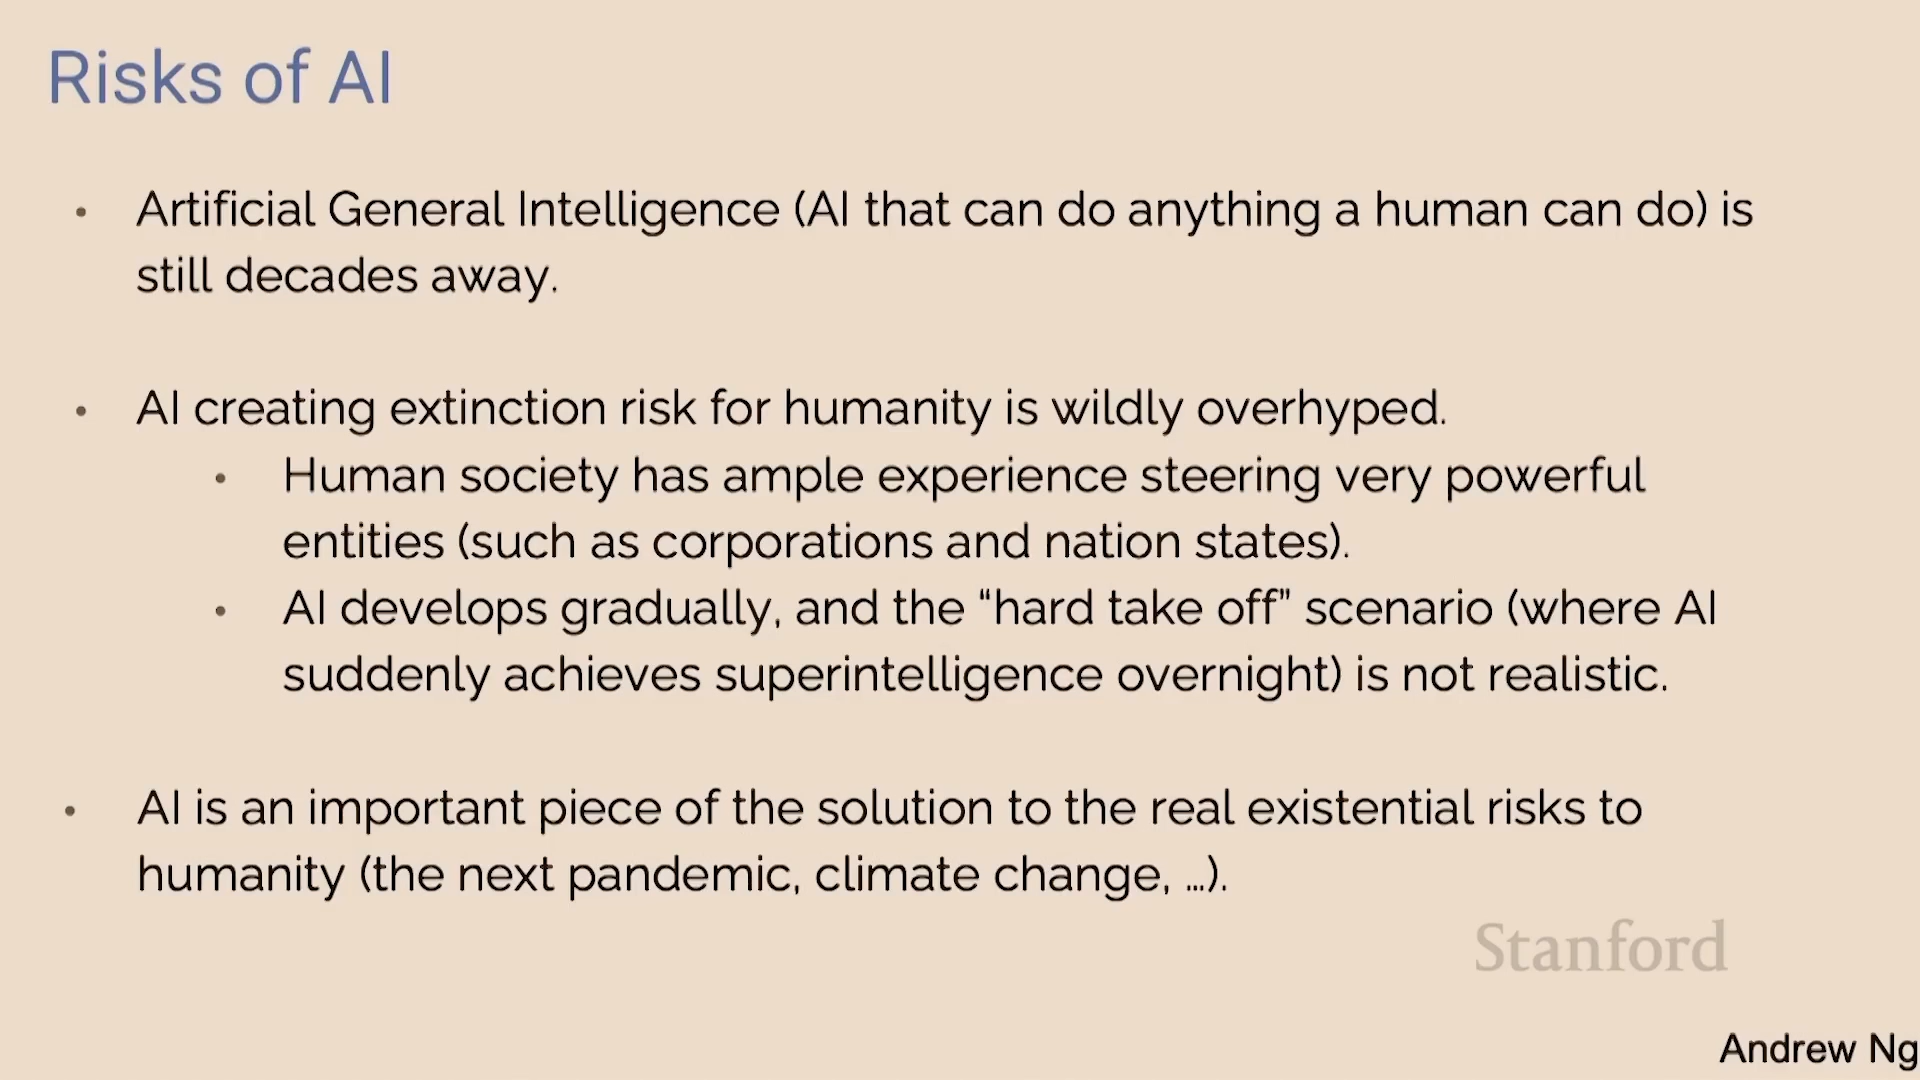 Risks of AI
• Artificial General Intelligence (AI that can do anything a human can do) is
still decades away.
• AI creating extinction risk for humanity is wildly overhyped.
• Human society has ample experience steering very powerful
entities (such as corporations and nation states).
• AI develops gradually, and the “hard take off” scenario (where AI
suddenly achieves superintelligence overnight) is not realistic.
• AI is an important piece of the solution to the real existential risks to
humanity (the next pandemic, climate change, …).
Stanford
Andrew Ng